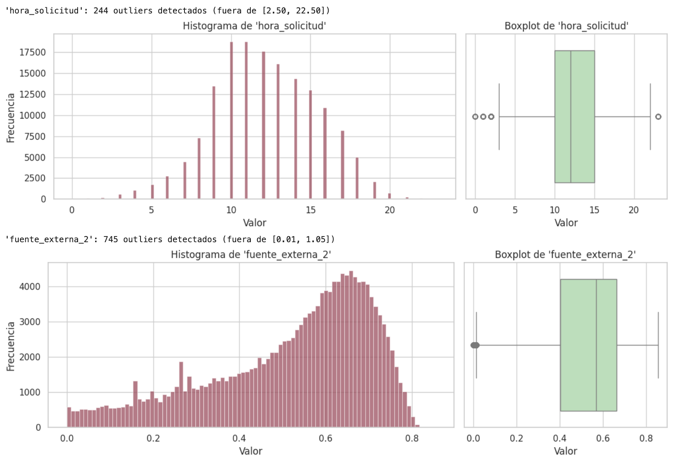 'hora_solicitud': 244 outliers detectados (fuera de [2.50, 22.50])
Histograma de 'hora_solicitud'
Boxplot de 'hora_solicitud'
Frecuencia
17500
15000
12500
10000
7500
5000
2500
0
0 5 10 15 20
Valor
0 5 10 15 20
Valor
'fuente_externa_2': 745 outliers detectados (fuera de [0.01, 1.05])
Histograma de 'fuente_externa_2'
Boxplot de 'fuente_externa_2'
Frecuencia
4000
3000
2000
1000
0
0.0 0.2 0.4 0.6 0.8
Valor
0.0 0.2 0.4 0.6 0.8
Valor